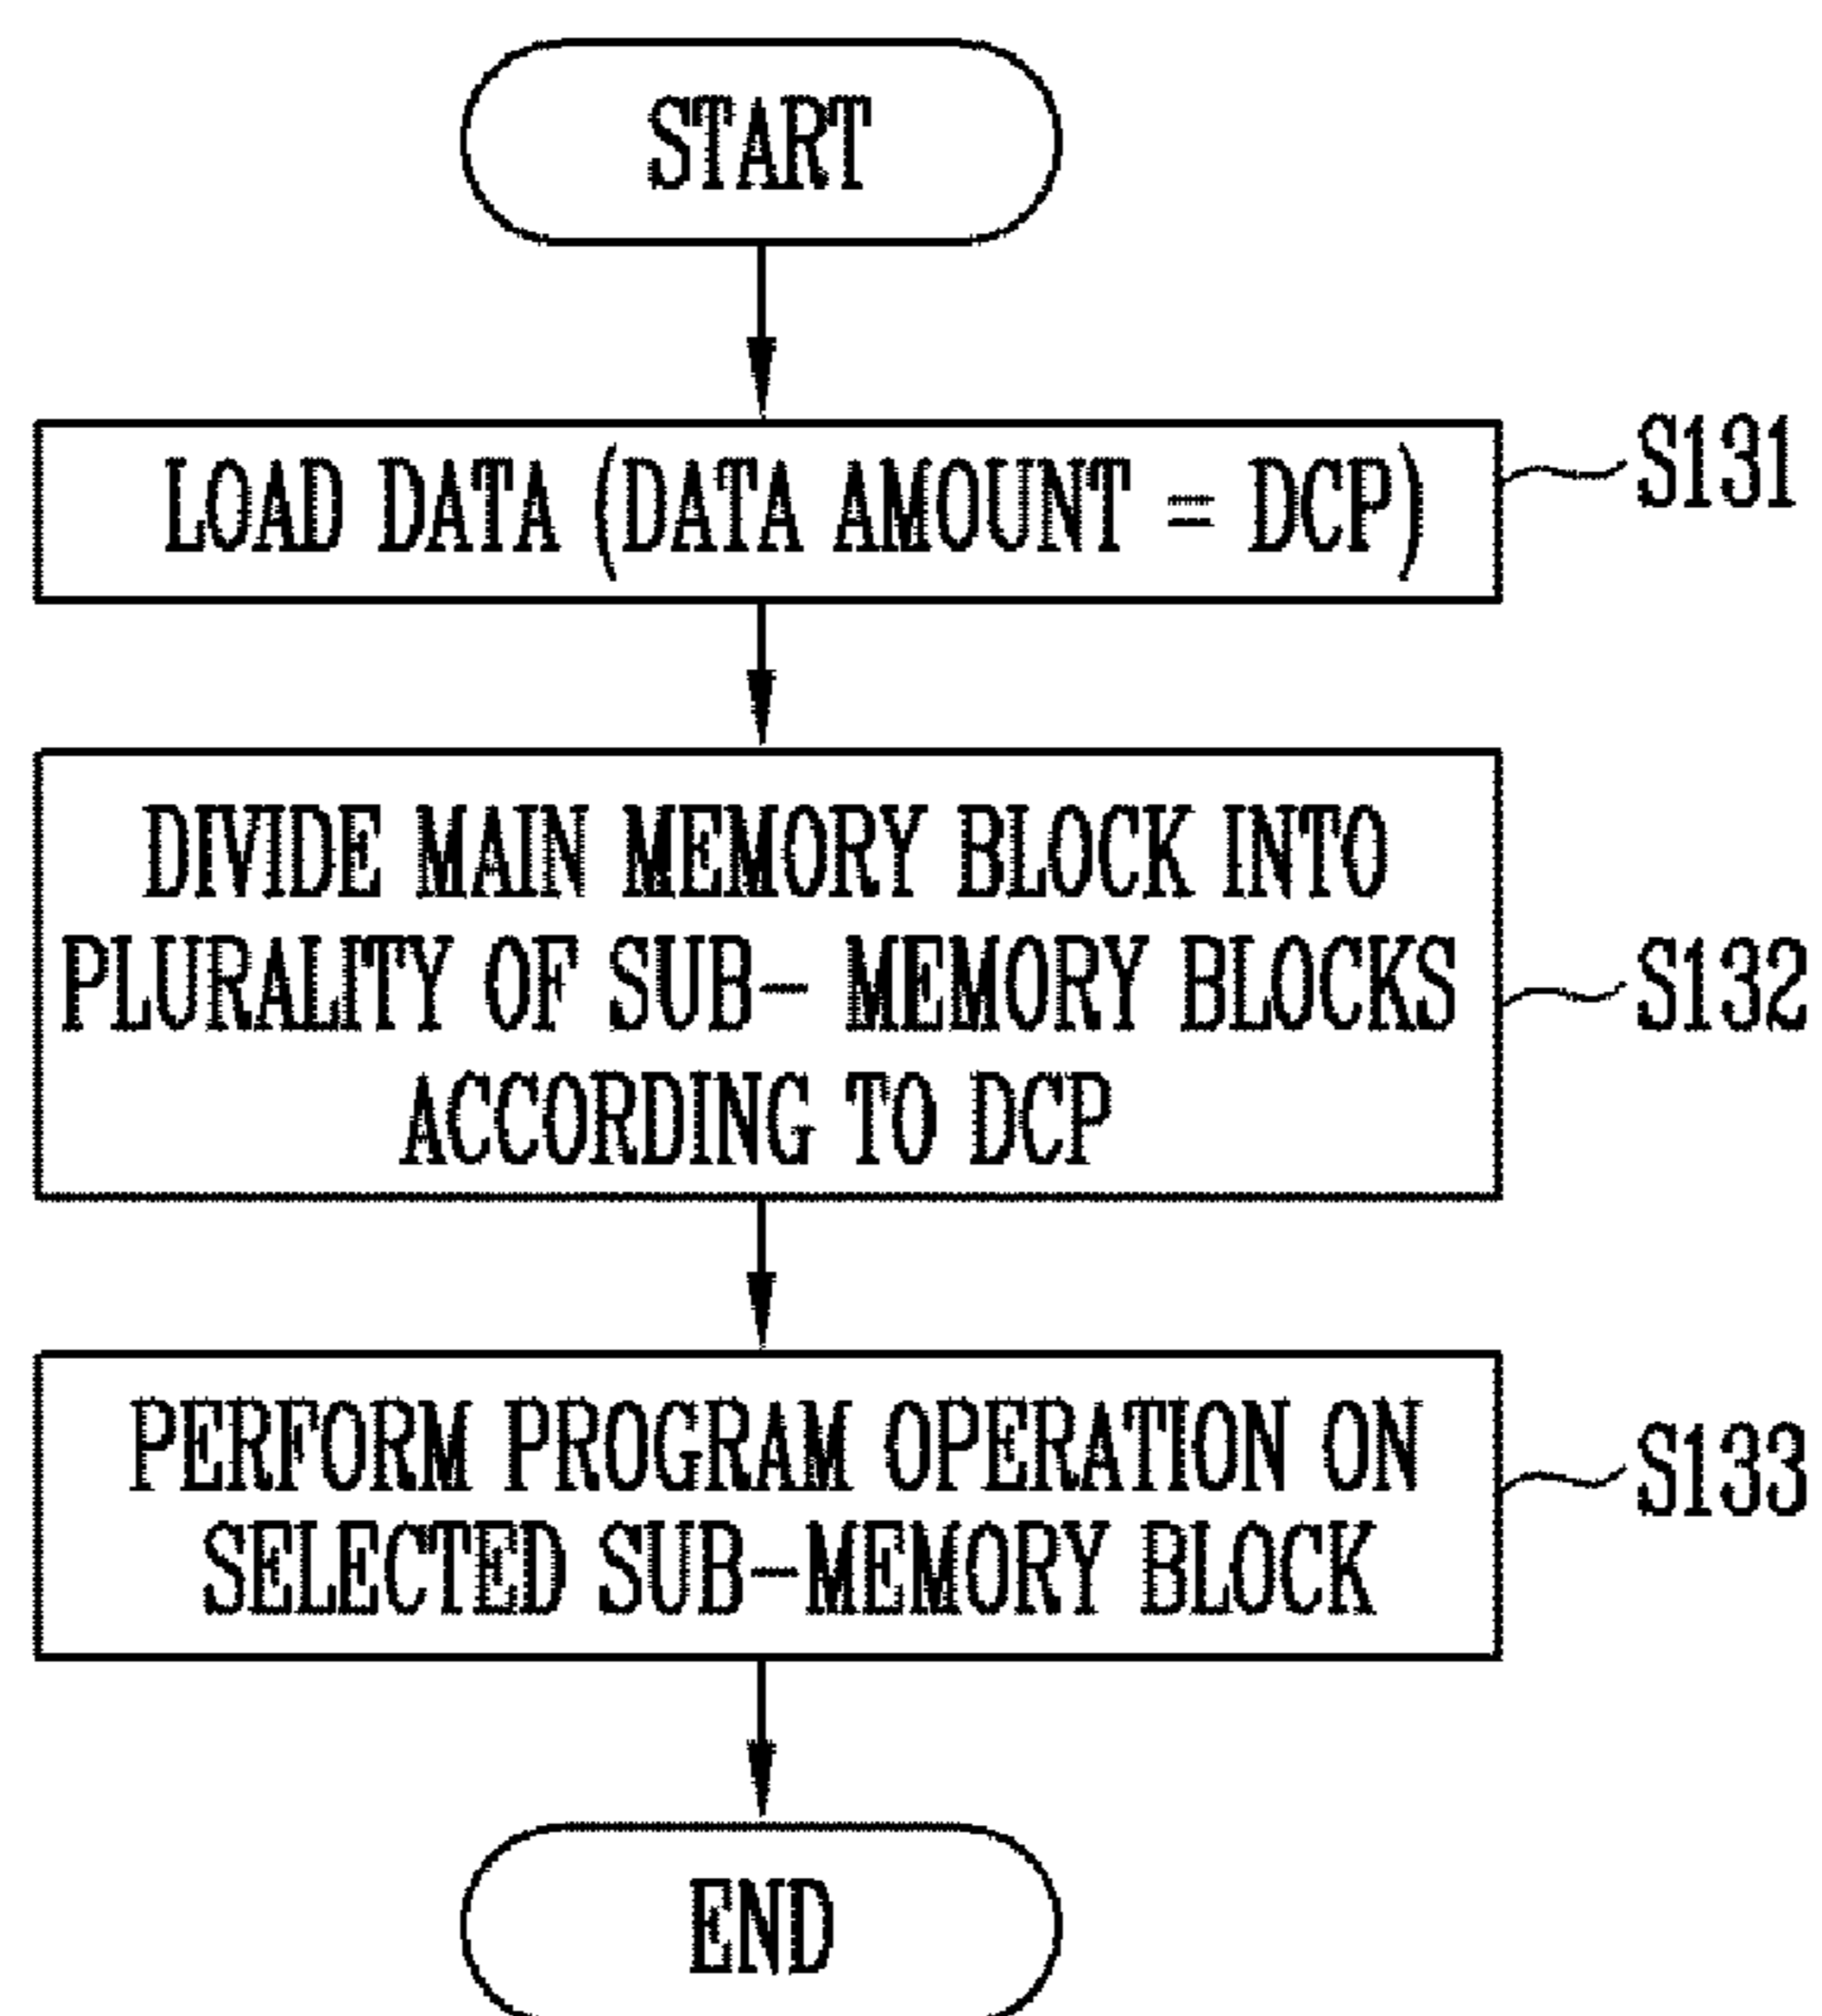 START
LOAD DATA (DATA AMOUNT = DCP)
S131
DIVIDE MAIN MEMORY BLOCK INTO
PLURALITY OF SUB- MEMORY BLOCKS
ACCORDING TO DCP
S132
PERFORM PROGRAM OPERATION ON
SELECTED SUB-MEMORY BLOCK
S133
END